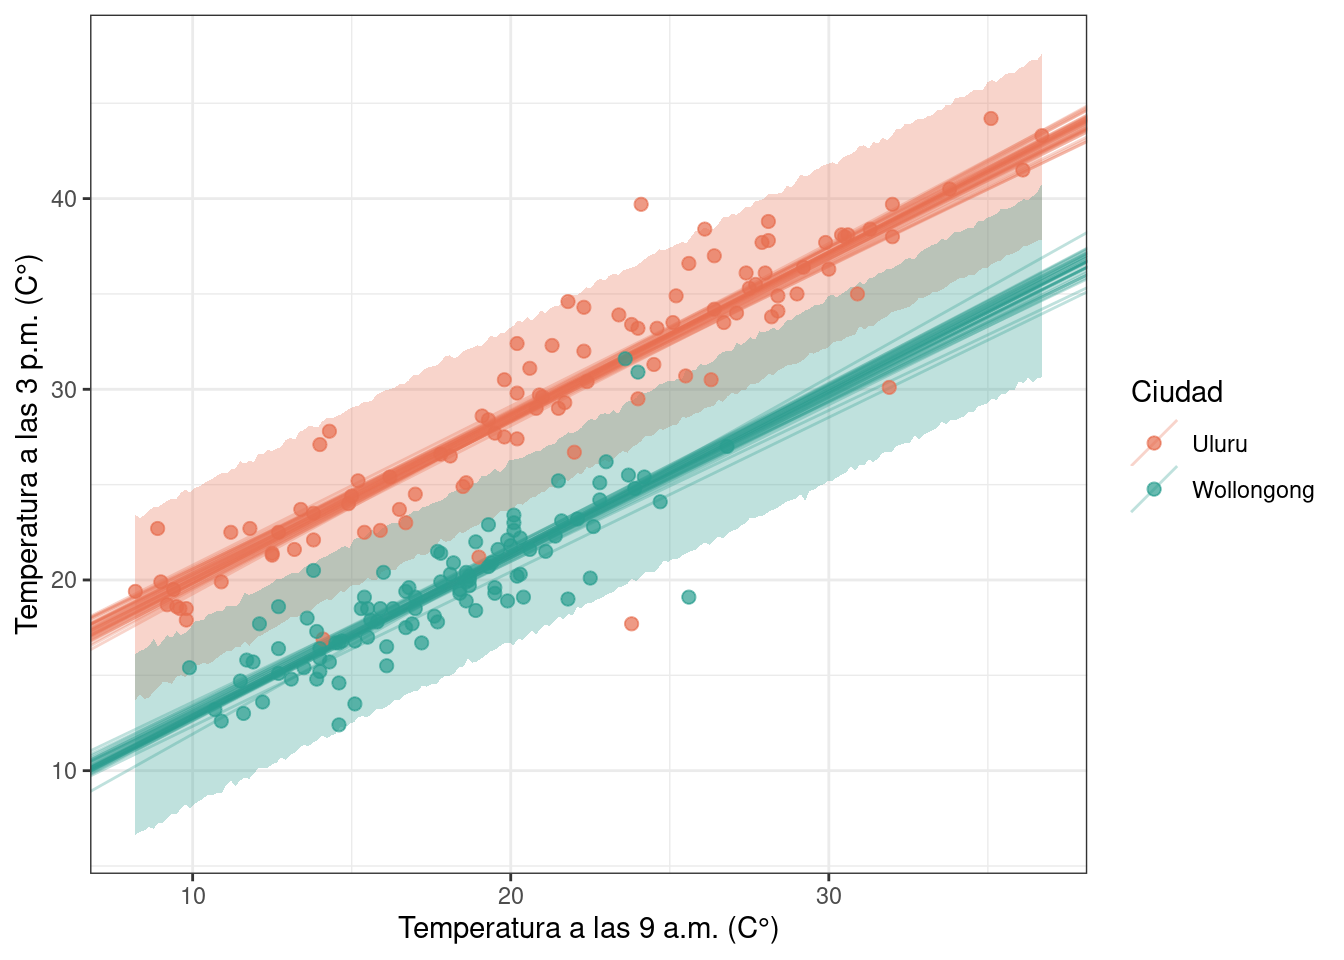 Temperatura a las 3 p.m. (C°)
40
30
20
10
10 20 30
Temperatura a las 9 a.m. (C°)
Ciudad
Uluru
Wollongong